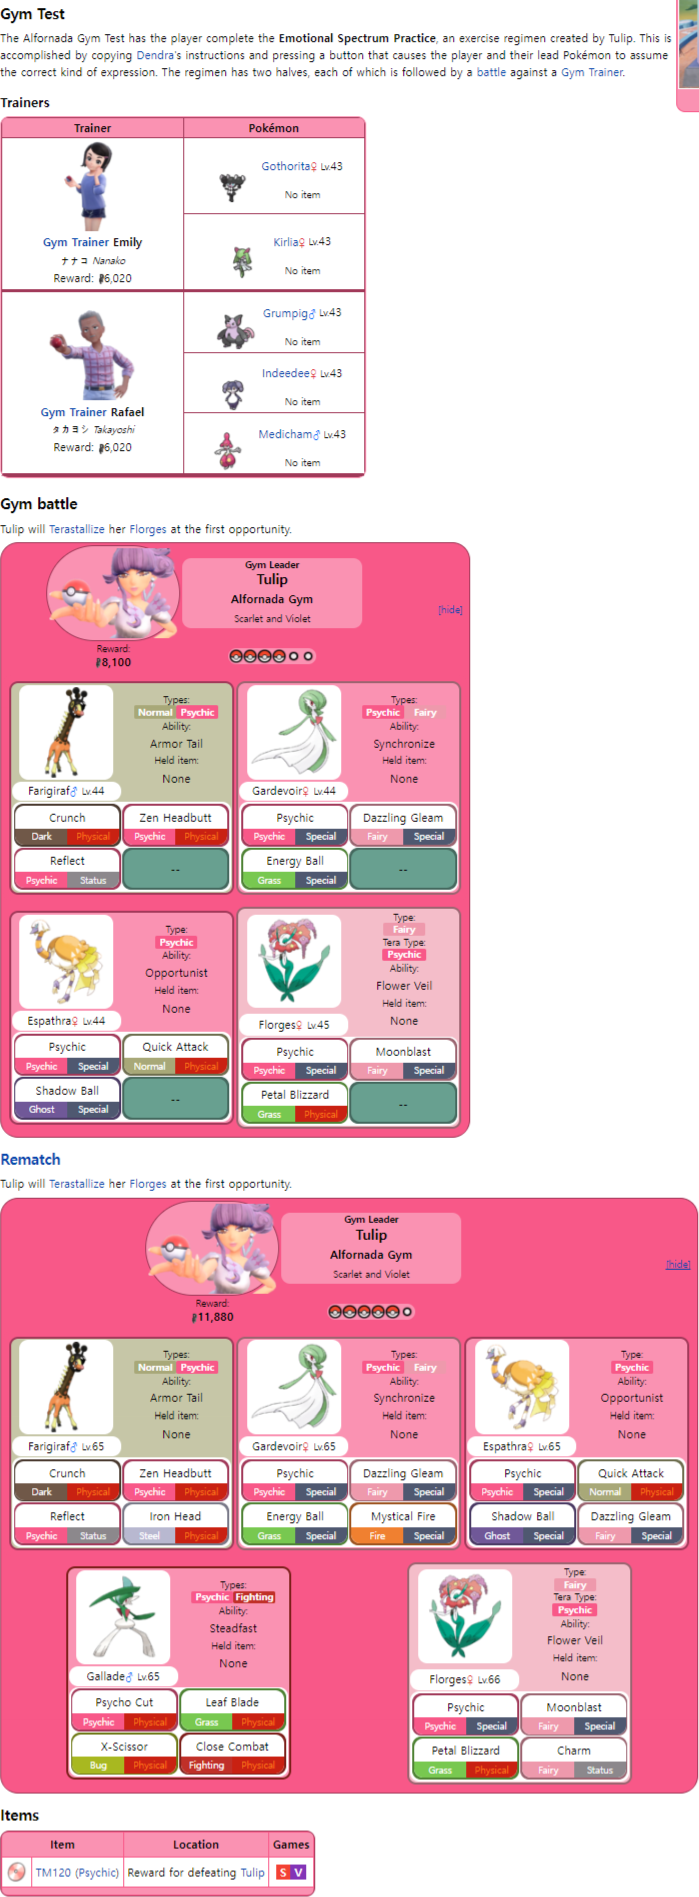 Gym Test
The Alfornada Gym Test has the player complete the Emotional Spectrum Practice, an exercise regimen created by Tulip. This is
accomplished by copying Dendra's instructions and pressing a button that causes the player and their lead Pokémon to assume
the correct kind of expression. The regimen has two halves, each of which is followed by a battle against a Gym Trainer.
Trainers
Trainer Pokémon
Gothorita♀ Lv.43
No item
Gym Trainer Emily
ナナコ Nanako
Reward: 6,020
Kirlia♀ Lv.43
No item
Grumpig♂ Lv.43
No item
Indeedee♀ Lv.43
No item
Gym Trainer Rafael
タカヨシ Takayoshi
Reward: 6,020
Medicham♂ Lv.43
No item
Gym battle
Tulip will Terastallize her Florges at the first opportunity.
Gym Leader
Tulip
Alfornada Gym
Scarlet and Violet
[hide]
Reward:
8,100
Types:
Normal Psychic
Ability:
Armor Tail
Held item:
None
Farigiraf♂ Lv.44
Crunch Zen Headbutt
Dark Physical Psychic Physical
Reflect --
Psychic Status
Types:
Psychic Fairy
Ability:
Synchronize
Held item:
None
Gardevoir♀ Lv.44
Psychic Dazzling Gleam
Psychic Special Fairy Special
Energy Ball --
Grass Special
Type:
Psychic
Ability:
Opportunist
Held item:
None
Espathra♀ Lv.44
Psychic Quick Attack
Psychic Special Normal Physical
Shadow Ball --
Ghost Special
Type:
Fairy
Tera Type:
Psychic
Ability:
Flower Veil
Held item:
None
Florges♀ Lv.45
Psychic Moonblast
Psychic Special Fairy Special
Petal Blizzard --
Grass Physical
Rematch
Tulip will Terastallize her Florges at the first opportunity.
Gym Leader
Tulip
Alfornada Gym
Scarlet and Violet
[hide]
Reward:
11,880
Types:
Normal Psychic
Ability:
Armor Tail
Held item:
None
Farigiraf♂ Lv.65
Crunch Zen Headbutt
Dark Physical Psychic Physical
Reflect Iron Head
Psychic Status Steel Physical
Types:
Psychic Fairy
Ability:
Synchronize
Held item:
None
Gardevoir♀ Lv.65
Psychic Dazzling Gleam
Psychic Special Fairy Special
Energy Ball Mystical Fire
Grass Special Fire Special
Type:
Psychic
Ability:
Opportunist
Held item:
None
Espathra♀ Lv.65
Psychic Quick Attack
Psychic Special Normal Physical
Shadow Ball Dazzling Gleam
Ghost Special Fairy Special
Types:
Psychic Fighting
Ability:
Steadfast
Held item:
None
Gallade♂ Lv.65
Psycho Cut Leaf Blade
Psychic Physical Grass Physical
X-Scissor Close Combat
Bug Physical Fighting Physical
Type:
Fairy
Tera Type:
Psychic
Ability:
Flower Veil
Held item:
None
Florges♀ Lv.66
Psychic Moonblast
Psychic Special Fairy Special
Petal Blizzard Charm
Grass Physical Fairy Status
Items
Item Location Games
TM120 (Psychic) Reward for defeating Tulip S V